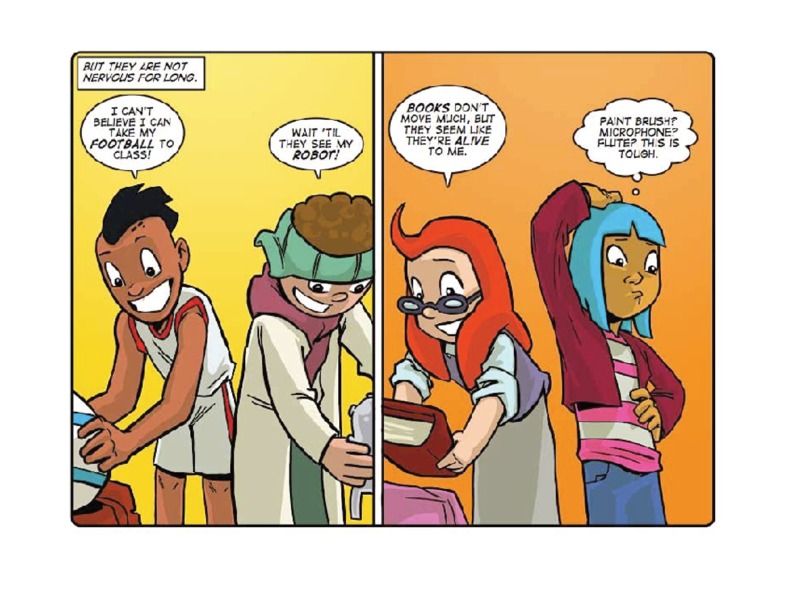 BUT THEY ARE NOT
NERVOUS FOR LONG.
I CAN'T
BELIEVE I CAN
TAKE MY
FOOTBALL TO
CLASS!
WAIT 'TIL
THEY SEE MY
ROBOT!
BOOKS DON'T
MOVE MUCH, BUT
THEY SEEM LIKE
THEY'RE ALIVE
TO ME.
PAINT BRUSH?
MICROPHONE?
FLUTE? THIS IS
TOUGH.